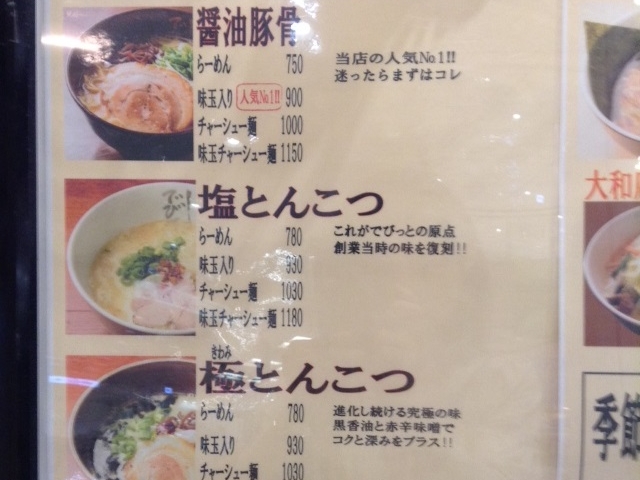 醤油豚骨
らーめん 750
味玉入り 人気No.1!! 900
チャーシュー麺 1000
味玉チャーシュー麺 1150
当店の人気No.1!!
迷ったらまずはコレ
塩とんこつ
らーめん 780
味玉入り 930
チャーシュー麺 1030
味玉チャーシュー麺 1180
これがでびっとの原点
創業当時の味を復刻!!
きわみ
極とんこつ
らーめん 780
味玉入り 930
チャーシュー麺 1030
進化し続ける究極の味
黒香油と赤辛味噌で
コクと深みをプラス!!
大和
季節